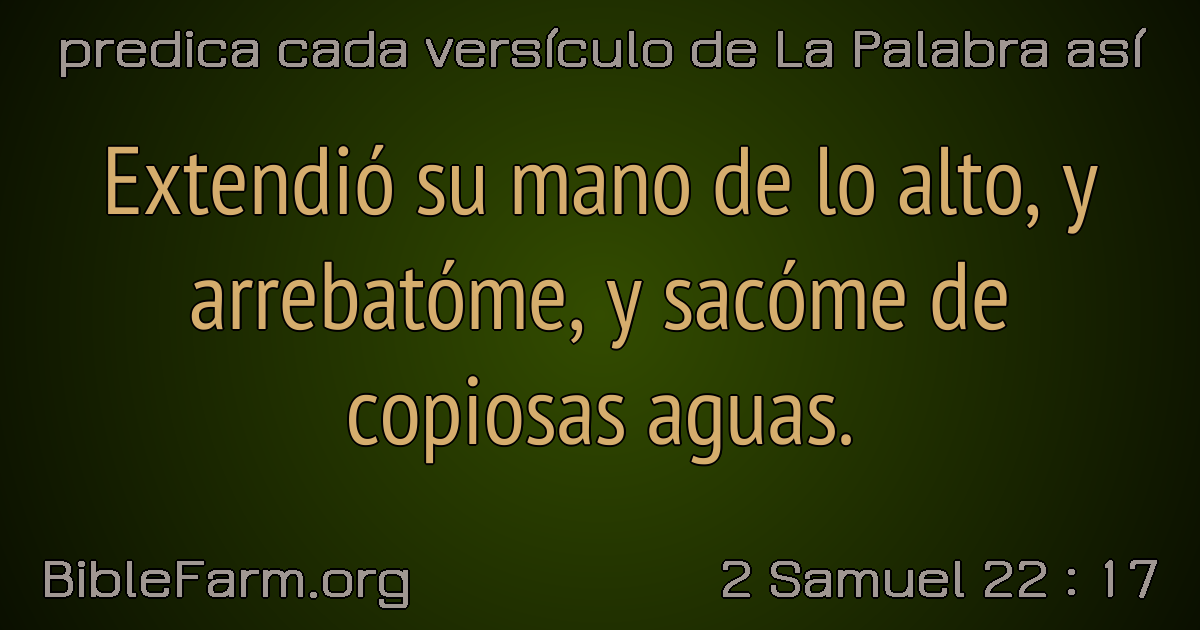 predica cada versículo de La Palabra así
Extendió su mano de lo alto, y
arrebatóme, y sacóme de
copiosas aguas.
BibleFarm.org
2 Samuel 22 : 17